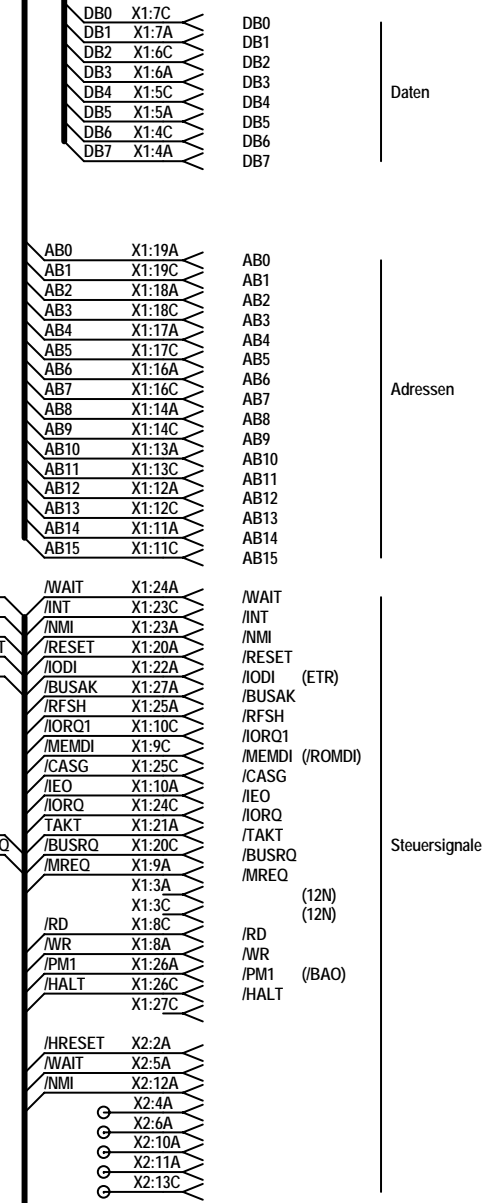 DB0 X1:7C DB0
DB1 X1:7A DB1
DB2 X1:6C DB2
DB3 X1:6A DB3
DB4 X1:5C DB4 Daten
DB5 X1:5A DB5
DB6 X1:4C DB6
DB7 X1:4A DB7
AB0 X1:19A AB0
AB1 X1:19C AB1
AB2 X1:18A AB2
AB3 X1:18C AB3
AB4 X1:17A AB4
AB5 X1:17C AB5
AB6 X1:16A AB6
AB7 X1:16C AB7 Adressen
AB8 X1:14A AB8
AB9 X1:14C AB9
AB10 X1:13A AB10
AB11 X1:13C AB11
AB12 X1:12A AB12
AB13 X1:12C AB13
AB14 X1:11A AB14
AB15 X1:11C AB15
/WAIT X1:24A /WAIT
/INT X1:23C /INT
/NMI X1:23A /NMI
T /RESET X1:20A /RESET
/IODI X1:22A /IODI (ETR)
/BUSAK X1:27A /BUSAK
/RFSH X1:25A /RFSH
/IORQ1 X1:10C /IORQ1
/MEMDI X1:9C /MEMDI (/ROMDI)
/CASG X1:25C /CASG
/IEO X1:10A /IEO
/IORQ X1:24C /IORQ
TAKT X1:21A /TAKT
Q /BUSRQ X1:20C /BUSRQ Steuersignale
/MREQ X1:9A /MREQ
X1:3A (12N)
X1:3C (12N)
/RD X1:8C /RD
/WR X1:8A /WR
/PM1 X1:26A /PM1 (/BAO)
/HALT X1:26C /HALT
X1:27C
/HRESET X2:2A
/WAIT X2:5A
/NMI X2:12A
X2:4A
X2:6A
X2:10A
X2:11A
X2:13C